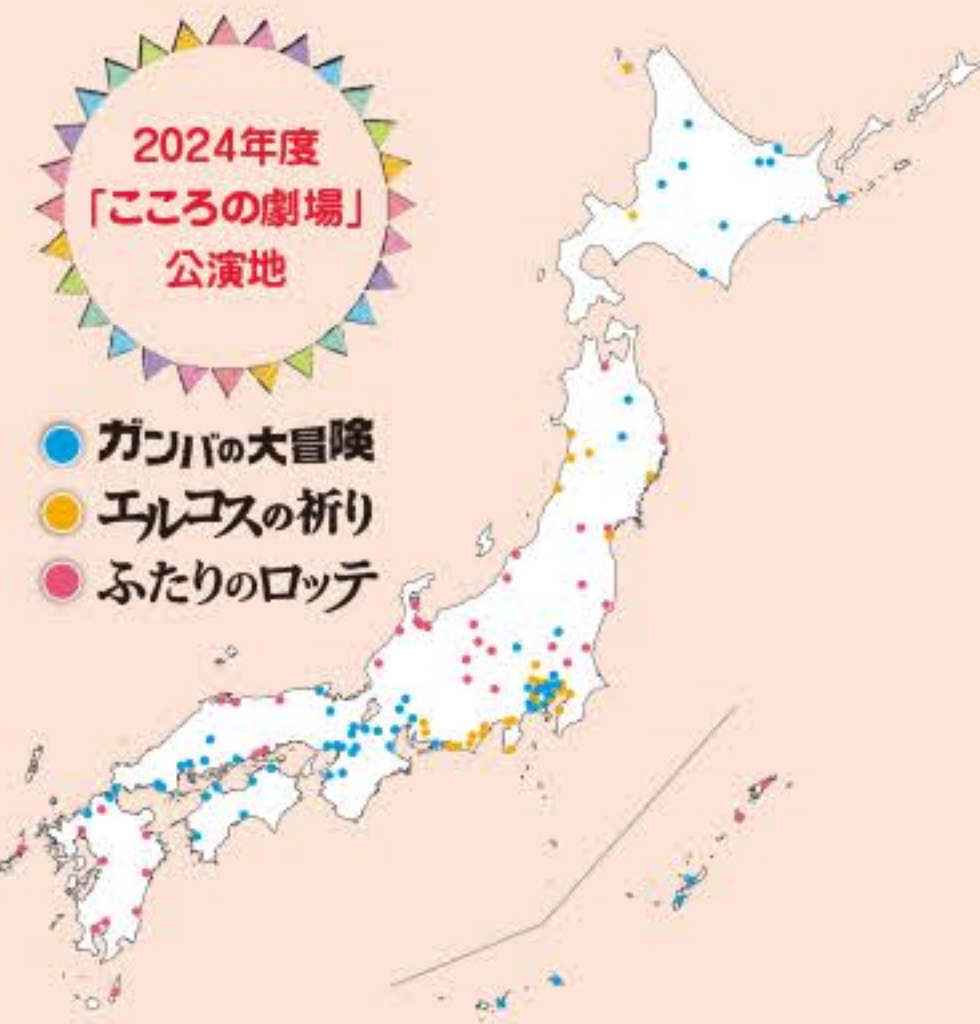 2024年度
「こころの劇場」
公演地
ガンバの大冒険
エルコスの祈り
ふたりのロッテ